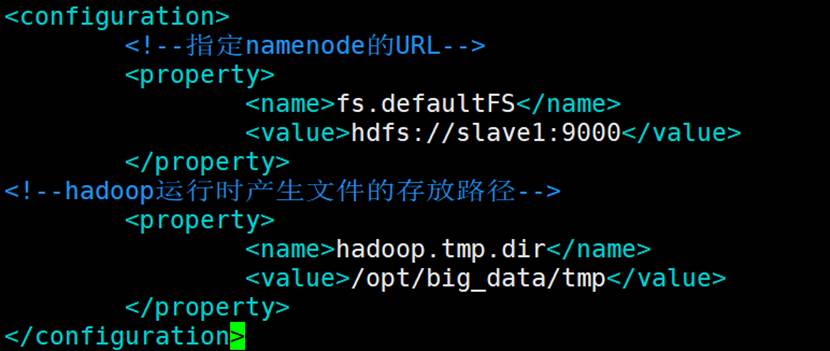 <configuration>
<!--指定namenode的URL-->
<property>
<name>fs.defaultFS</name>
<value>hdfs://slave1:9000</value>
</property>
<!--hadoop运行时产生文件的存放路径-->
<property>
<name>hadoop.tmp.dir</name>
<value>/opt/big_data/tmp</value>
</property>
</configuration>